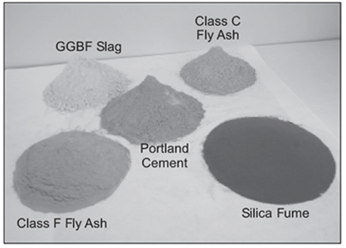 Class C
Fly Ash
GGBF Slag
Portland
Cement
Class F Fly Ash
Silica Fume